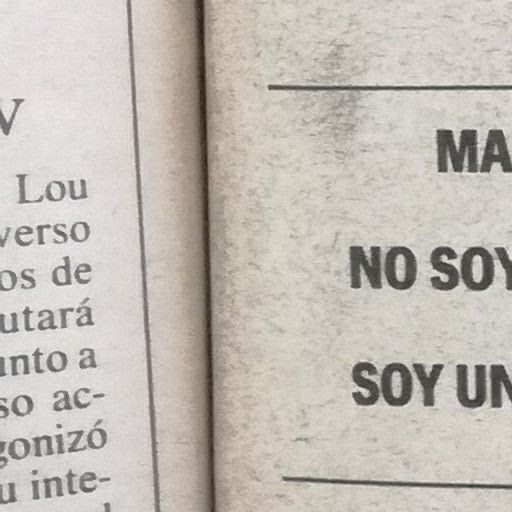 V
Lou
verso
os de
utará
unto a
so ac-
gonizó
u inte-
MA
NO SOY
SOY UN